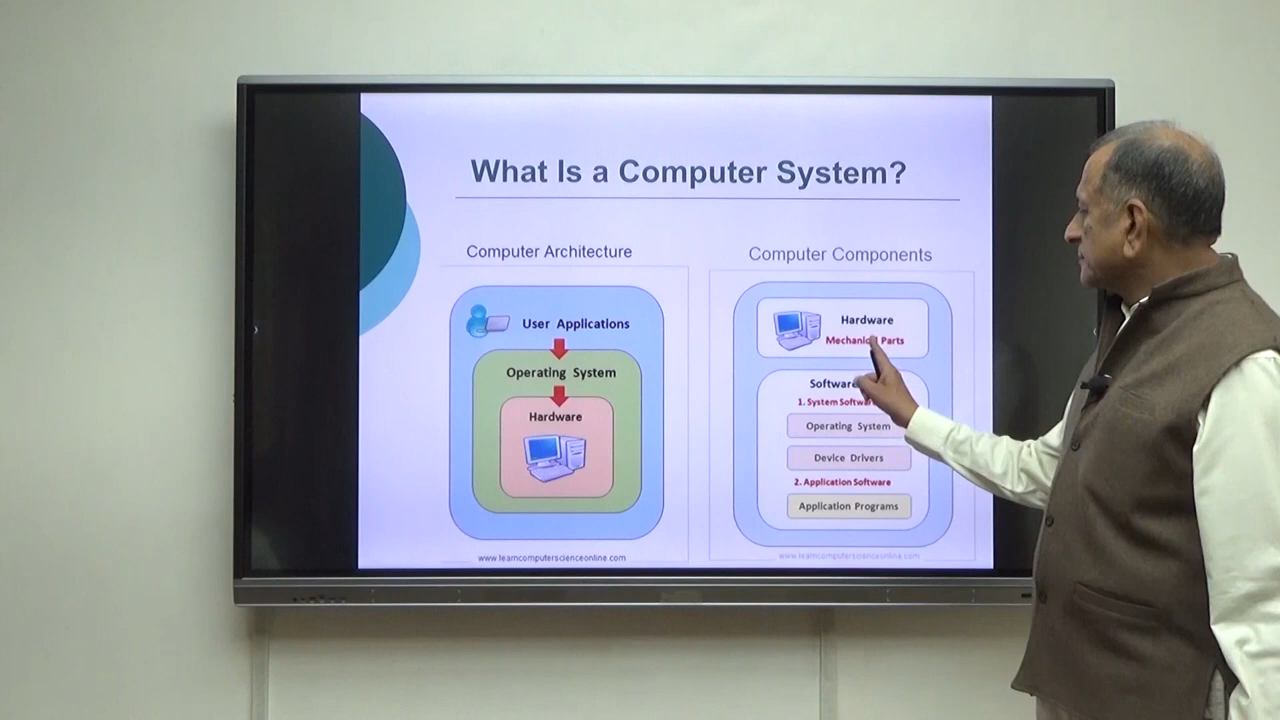 What Is a Computer System?
Computer Architecture
User Applications
Operating System
Hardware
www.learncomputerscienceonline.com
Computer Components
Hardware
Mechanical Parts
Software
1. System Software
Operating System
Device Drivers
2. Application Software
Application Programs
www.learncomputerscienceonline.com